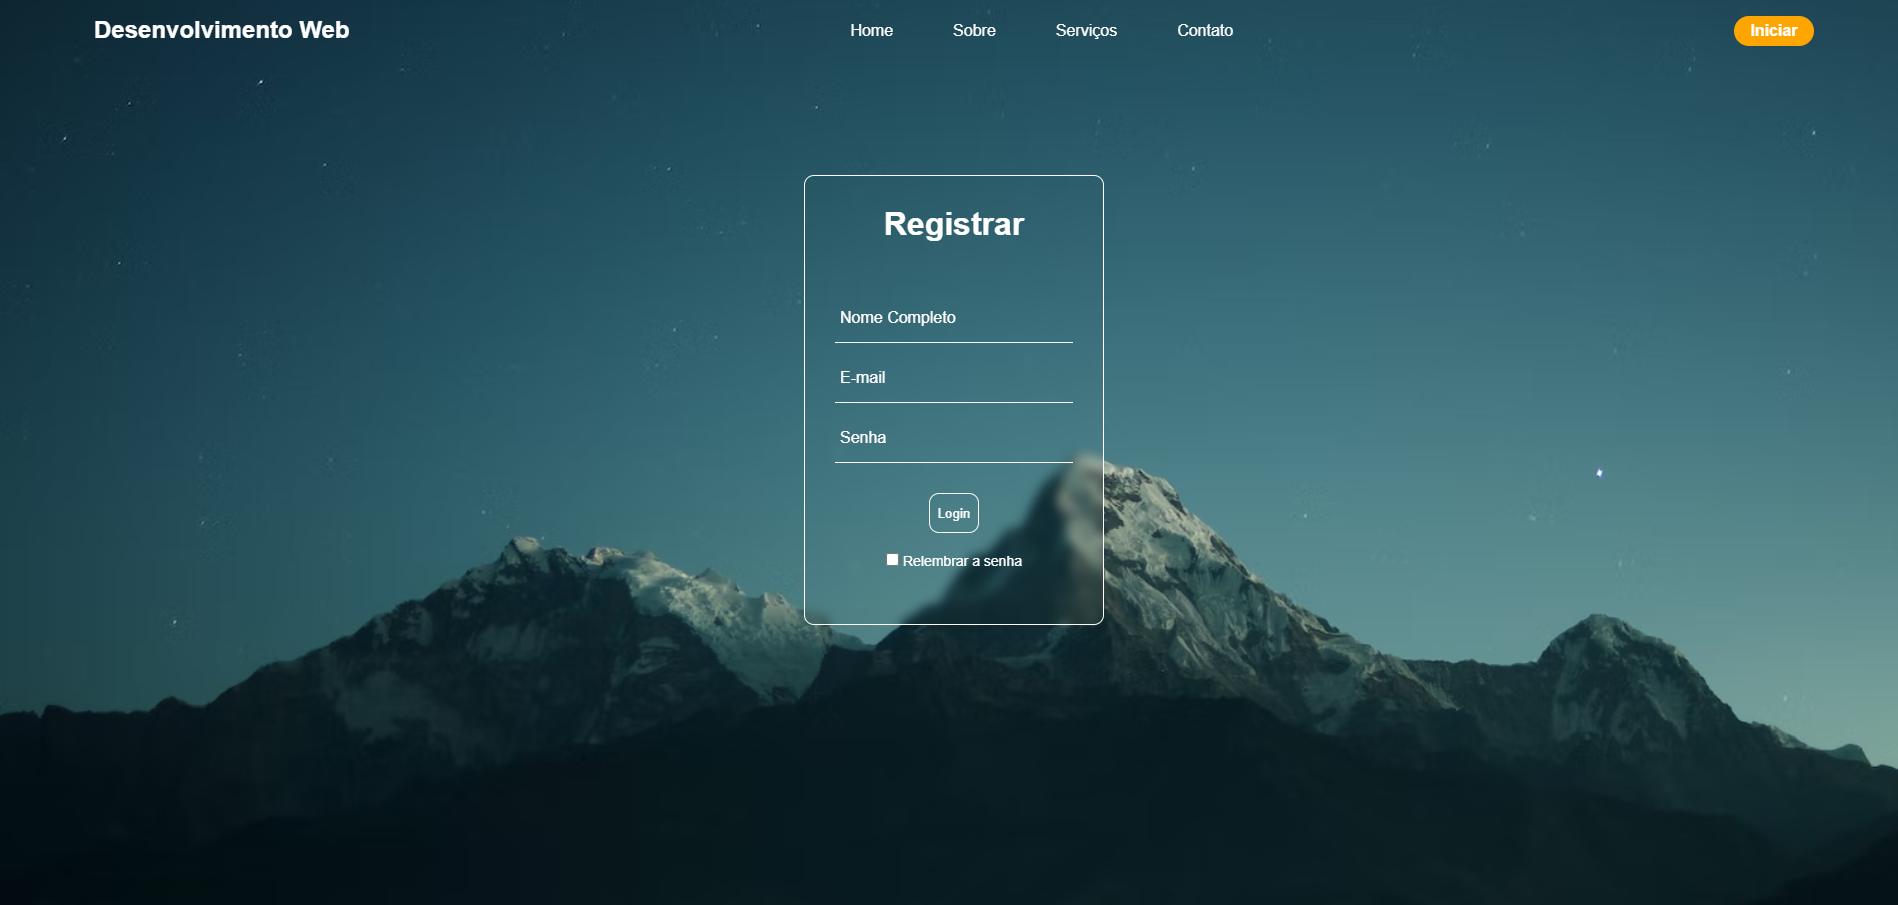 Desenvolvimento Web
Home Sobre Serviços Contato
Iniciar
Registrar
Nome Completo
E-mail
Senha
Login
Relembrar a senha